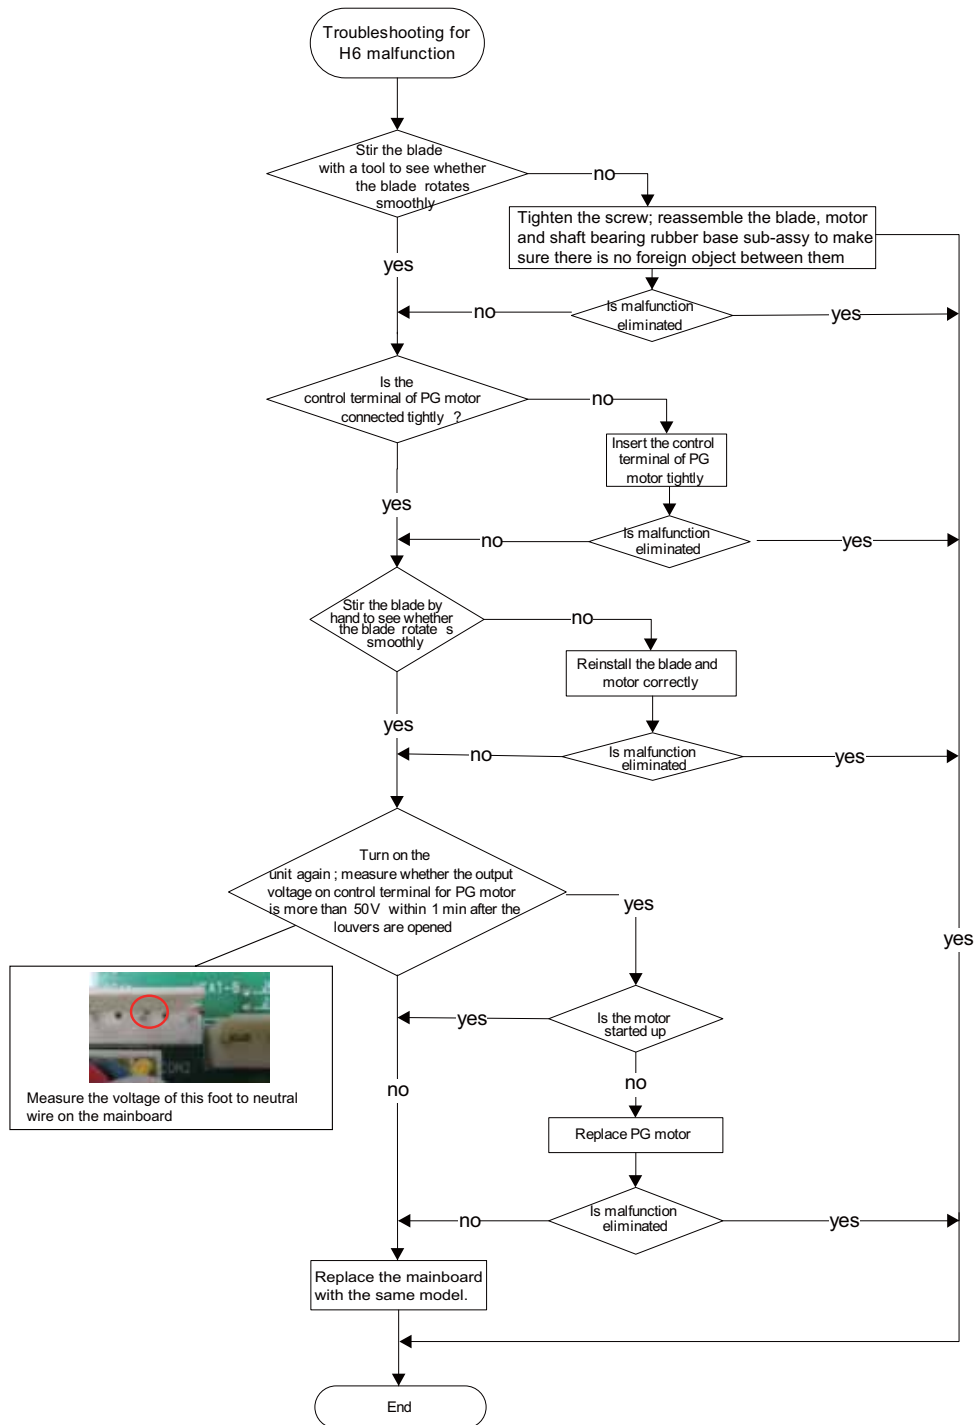 Troubleshooting for
H6 malfunction
Stir the blade
with a tool to see whether
the blade rotates
smoothly
no
Tighten the screw; reassemble the blade, motor
and shaft bearing rubber base sub-assy to make
sure there is no foreign object between them
yes
Is malfunction
eliminated
no
yes
Is the
control terminal of PG motor
connected tightly ?
no
Insert the control
terminal of PG
motor tightly
yes
Is malfunction
eliminated
no
yes
Stir the blade by
hand to see whether
the blade rotate s
smoothly
no
Reinstall the blade and
motor correctly
yes
Is malfunction
eliminated
no
yes
Turn on the
unit again ; measure whether the output
voltage on control terminal for PG motor
is more than 50V within 1 min after the
louvers are opened
yes
yes
Measure the voltage of this foot to neutral
wire on the mainboard
Is the motor
started up
yes
no
no
Replace PG motor
Is malfunction
eliminated
no
yes
Replace the mainboard
with the same model.
End